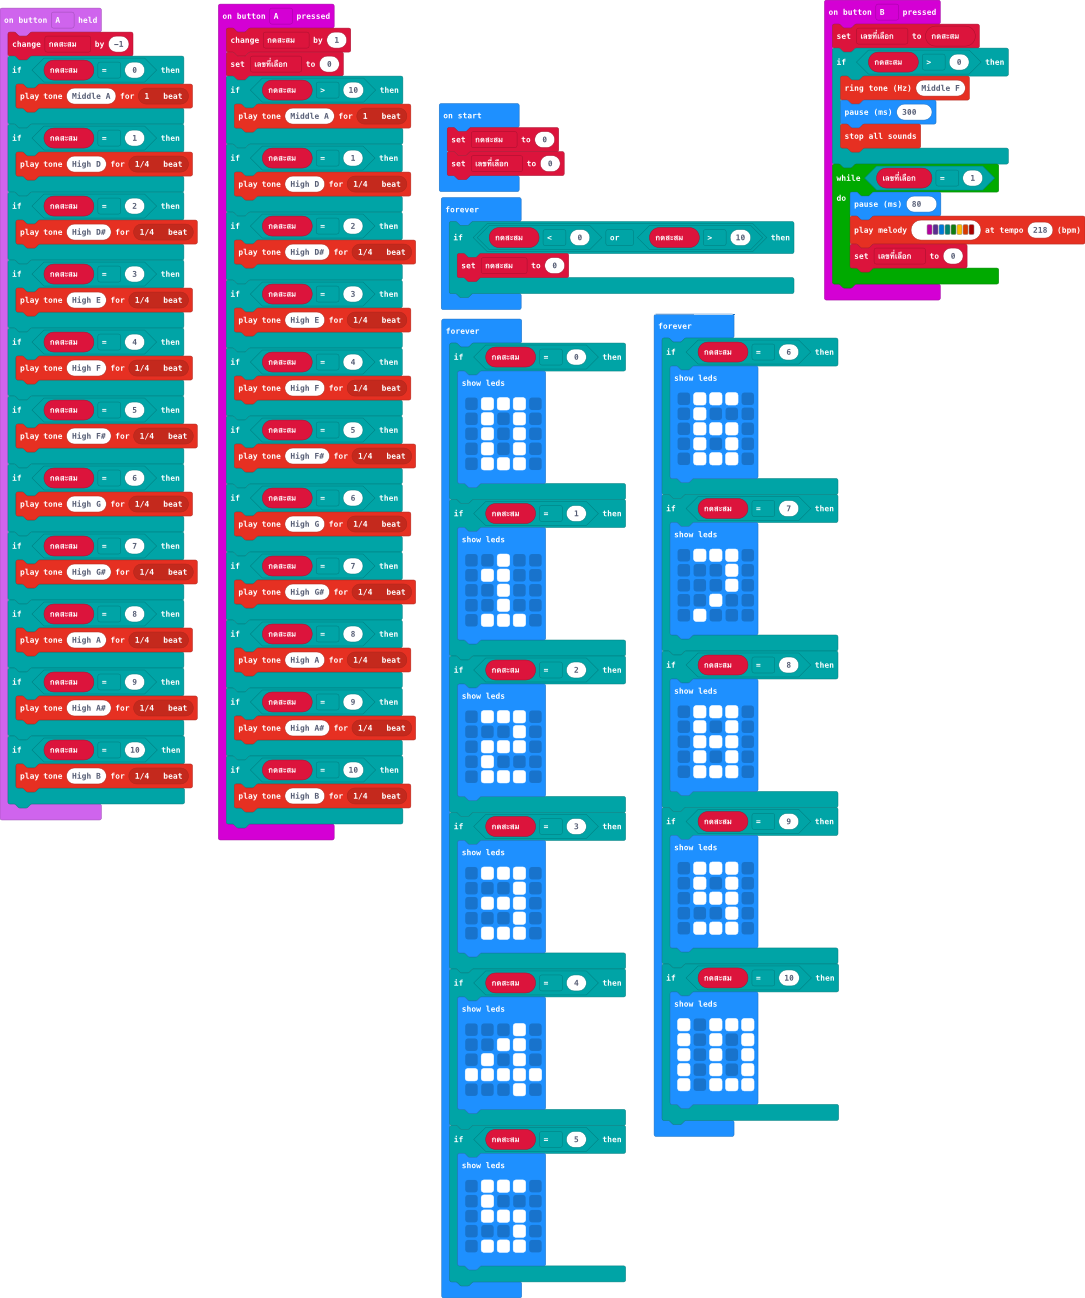 on button A held
change กดสะสม by -1
if กดสะสม = 0 then
play tone Middle A for 1 beat
if กดสะสม = 1 then
play tone High D for 1/4 beat
if กดสะสม = 2 then
play tone High D# for 1/4 beat
if กดสะสม = 3 then
play tone High E for 1/4 beat
if กดสะสม = 4 then
play tone High F for 1/4 beat
if กดสะสม = 5 then
play tone High F# for 1/4 beat
if กดสะสม = 6 then
play tone High G for 1/4 beat
if กดสะสม = 7 then
play tone High G# for 1/4 beat
if กดสะสม = 8 then
play tone High A for 1/4 beat
if กดสะสม = 9 then
play tone High A# for 1/4 beat
if กดสะสม = 10 then
play tone High B for 1/4 beat
on button A pressed
change กดสะสม by 1
set เลขที่เลือก to 0
if กดสะสม > 10 then
play tone Middle A for 1 beat
if กดสะสม = 1 then
play tone High D for 1/4 beat
if กดสะสม = 2 then
play tone High D# for 1/4 beat
if กดสะสม = 3 then
play tone High E for 1/4 beat
if กดสะสม = 4 then
play tone High F for 1/4 beat
if กดสะสม = 5 then
play tone High F# for 1/4 beat
if กดสะสม = 6 then
play tone High G for 1/4 beat
if กดสะสม = 7 then
play tone High G# for 1/4 beat
if กดสะสม = 8 then
play tone High A for 1/4 beat
if กดสะสม = 9 then
play tone High A# for 1/4 beat
if กดสะสม = 10 then
play tone High B for 1/4 beat
on start
set กดสะสม to 0
set เลขที่เลือก to 0
forever
if กดสะสม < 0 or กดสะสม > 10 then
set กดสะสม to 0
forever
if กดสะสม = 0 then
show leds
if กดสะสม = 1 then
show leds
if กดสะสม = 2 then
show leds
if กดสะสม = 3 then
show leds
if กดสะสม = 4 then
show leds
if กดสะสม = 5 then
show leds
forever
if กดสะสม = 6 then
show leds
if กดสะสม = 7 then
show leds
if กดสะสม = 8 then
show leds
if กดสะสม = 9 then
show leds
if กดสะสม = 10 then
show leds
on button B pressed
set เลขที่เลือก to กดสะสม
if กดสะสม > 0 then
ring tone (Hz) Middle F
pause (ms) 300
stop all sounds
while เลขที่เลือก = 1
do
pause (ms) 80
play melody at tempo 218 (bpm)
set เลขที่เลือก to 0